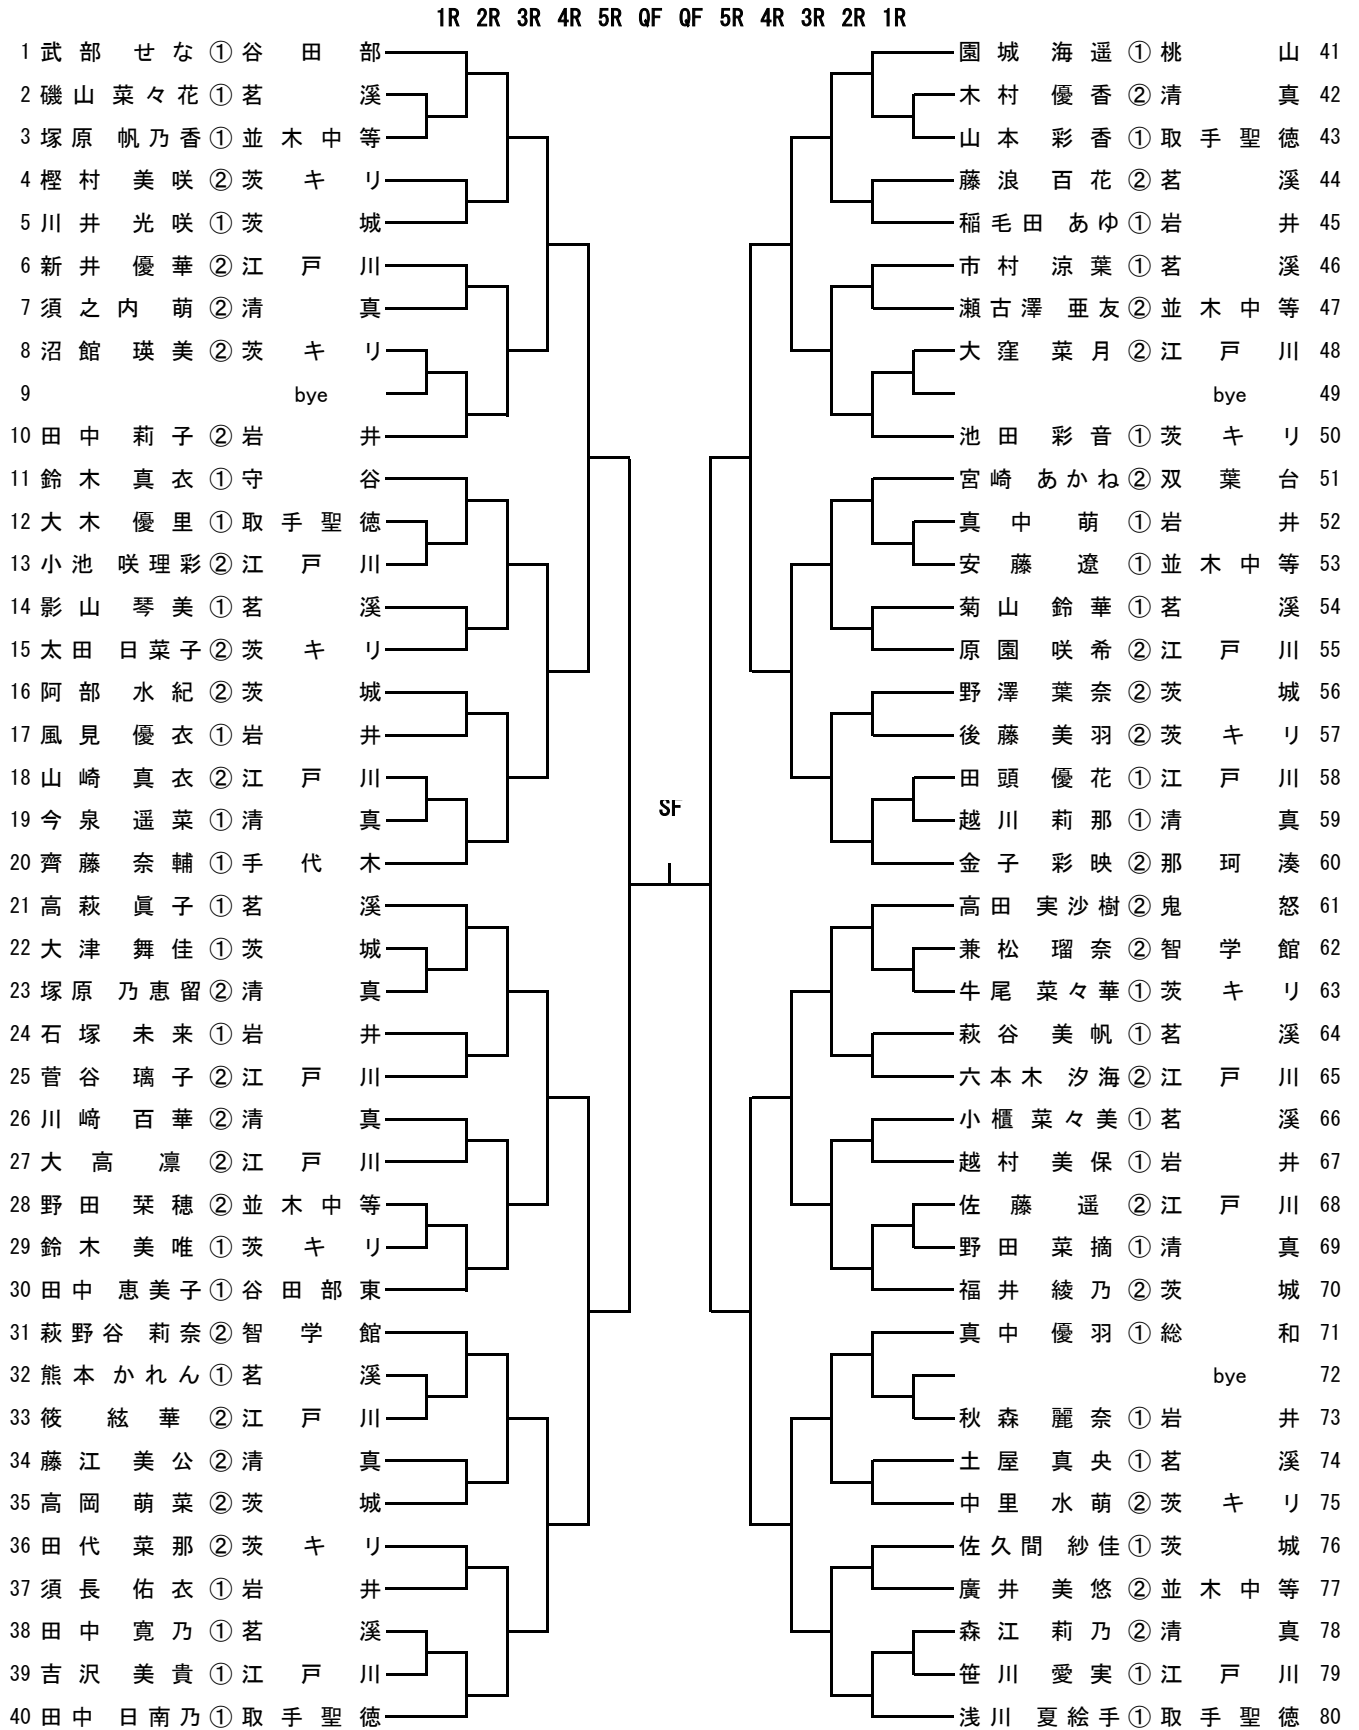 1R 2R 3R 4R 5R QF QF 5R 4R 3R 2R 1R
1 武部 せな ① 谷田部
2 磯山 菜々花 ① 茗溪
3 塚原 帆乃香 ① 並木中等
4 樫村 美咲 ② 茨キリ
5 川井 光咲 ① 茨城
6 新井 優華 ② 江戸川
7 須之内 萌 ② 清真
8 沼館 瑛美 ② 茨キリ
9 bye
10 田中 莉子 ② 岩井
11 鈴木 真衣 ① 守谷
12 大木 優里 ① 取手聖徳
13 小池 咲理彩 ② 江戸川
14 影山 琴美 ① 茗溪
15 太田 日菜子 ② 茨キリ
16 阿部 水紀 ② 茨城
17 風見 優衣 ① 岩井
18 山崎 真衣 ② 江戸川
19 今泉 遥菜 ① 清真
20 齊藤 奈輔 ① 手代木
21 高萩 眞子 ① 茗溪
22 大津 舞佳 ① 茨城
23 塚原 乃恵留 ② 清真
24 石塚 未来 ① 岩井
25 菅谷 璃子 ② 江戸川
26 川﨑 百華 ② 清真
27 大高 凛 ② 江戸川
28 野田 栞穂 ② 並木中等
29 鈴木 美唯 ① 茨キリ
30 田中 恵美子 ① 谷田部東
31 萩野谷 莉奈 ② 智学館
32 熊本 かれん ① 茗溪
33 筱 絃華 ② 江戸川
34 藤江 美公 ② 清真
35 高岡 萌菜 ② 茨城
36 田代 菜那 ② 茨キリ
37 須長 佑衣 ① 岩井
38 田中 寛乃 ① 茗溪
39 吉沢 美貴 ① 江戸川
40 田中 日南乃 ① 取手聖徳
SF
園城 海遥 ① 桃山 41
木村 優香 ② 清真 42
山本 彩香 ① 取手聖徳 43
藤浪 百花 ② 茗溪 44
稲毛田 あゆ ① 岩井 45
市村 涼葉 ① 茗溪 46
瀬古澤 亜友 ② 並木中等 47
大窪 菜月 ② 江戸川 48
bye 49
池田 彩音 ① 茨キリ 50
宮崎 あかね ② 双葉台 51
真中 萌 ① 岩井 52
安藤 遼 ① 並木中等 53
菊山 鈴華 ① 茗溪 54
原園 咲希 ② 江戸川 55
野澤 葉奈 ② 茨城 56
後藤 美羽 ② 茨キリ 57
田頭 優花 ① 江戸川 58
越川 莉那 ① 清真 59
金子 彩映 ② 那珂湊 60
高田 実沙樹 ② 鬼怒 61
兼松 瑠奈 ② 智学館 62
牛尾 菜々華 ① 茨キリ 63
萩谷 美帆 ① 茗溪 64
六本木 汐海 ② 江戸川 65
小櫃 菜々美 ① 茗溪 66
越村 美保 ① 岩井 67
佐藤 遥 ② 江戸川 68
野田 菜摘 ① 清真 69
福井 綾乃 ② 茨城 70
真中 優羽 ① 総和 71
bye 72
秋森 麗奈 ① 岩井 73
土屋 真央 ① 茗溪 74
中里 水萌 ② 茨キリ 75
佐久間 紗佳 ① 茨城 76
廣井 美悠 ② 並木中等 77
森江 莉乃 ② 清真 78
笹川 愛実 ① 江戸川 79
浅川 夏絵手 ① 取手聖徳 80